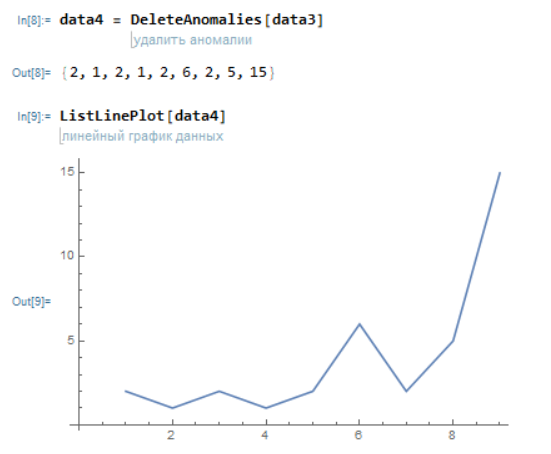 In[8]:= data4 = DeleteAnomalies[data3]
удалить аномалии
Out[8]= {2, 1, 2, 1, 2, 6, 2, 5, 15}
In[9]:= ListLinePlot[data4]
линейный график данных
15
10
Out[9]=
5
2 4 6 8